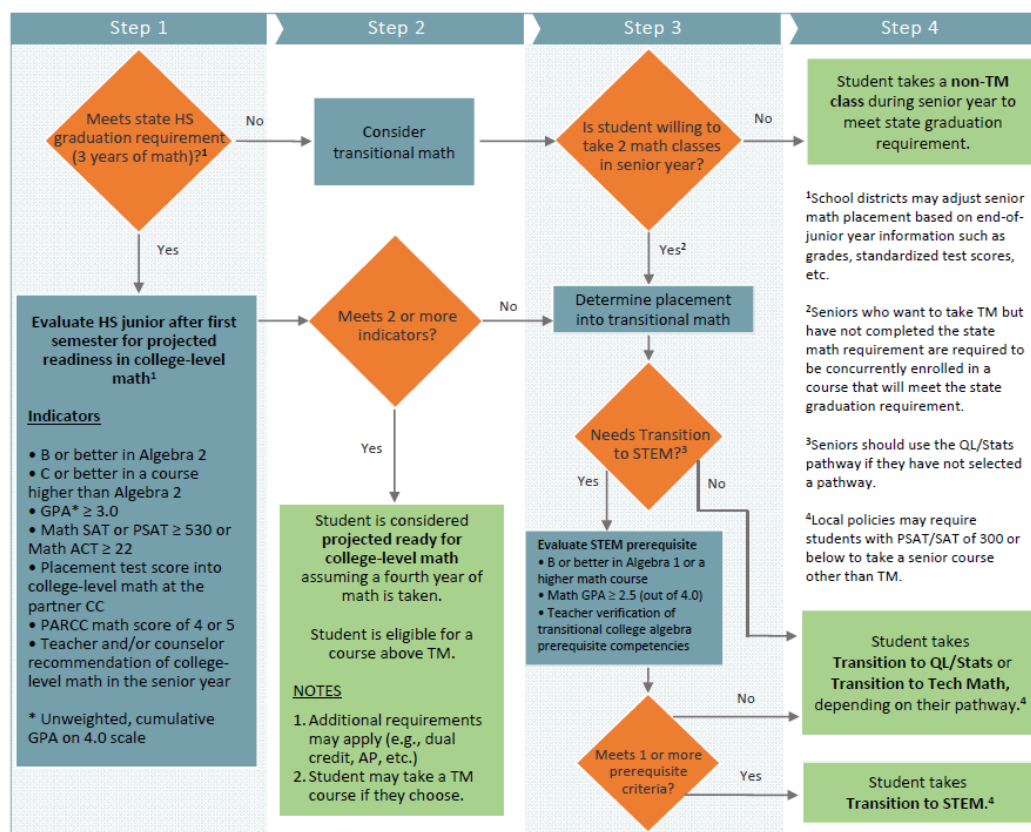 Step 1
Step 2
Step 3
Step 4
Meets state HS
graduation requirement
(3 years of math)?¹
No
Yes
Consider
transitional math
Is student willing to
take 2 math classes
in senior year?
No
Yes²
Student takes a non-TM
class during senior year to
meet state graduation
requirement.
Evaluate HS junior after first
semester for projected
readiness in college-level
math¹
Indicators
• B or better in Algebra 2
• C or better in a course
higher than Algebra 2
• GPA* ≥ 3.0
• Math SAT or PSAT ≥ 530 or
Math ACT ≥ 22
• Placement test score into
college-level math at the
partner CC
• PARCC math score of 4 or 5
• Teacher and/or counselor
recommendation of college-
level math in the senior year
* Unweighted, cumulative
GPA on 4.0 scale
Meets 2 or more
indicators?
No
Yes
Student is considered
projected ready for
college-level math
assuming a fourth year of
math is taken.
Student is eligible for a
course above TM.
NOTES
1. Additional requirements
may apply (e.g., dual
credit, AP, etc.)
2. Student may take a TM
course if they choose.
Determine placement
into transitional math
Needs Transition
to STEM?³
Yes
No
Evaluate STEM prerequisite
• B or better in Algebra 1 or a
higher math course
• Math GPA ≥ 2.5 (out of 4.0)
• Teacher verification of
transitional college algebra
prerequisite competencies
Meets 1 or more
prerequisite
criteria?
No
Yes
¹School districts may adjust senior
math placement based on end-of-
junior year information such as
grades, standardized test scores,
etc.
²Seniors who want to take TM but
have not completed the state
math requirement are required to
be concurrently enrolled in a
course that will meet the state
graduation requirement.
³Seniors should use the QL/Stats
pathway if they have not selected
a pathway.
⁴Local policies may require
students with PSAT/SAT of 300 or
below to take a senior course
other than TM.
Student takes
Transition to QL/Stats or
Transition to Tech Math,
depending on their pathway.⁴
Student takes
Transition to STEM.⁴